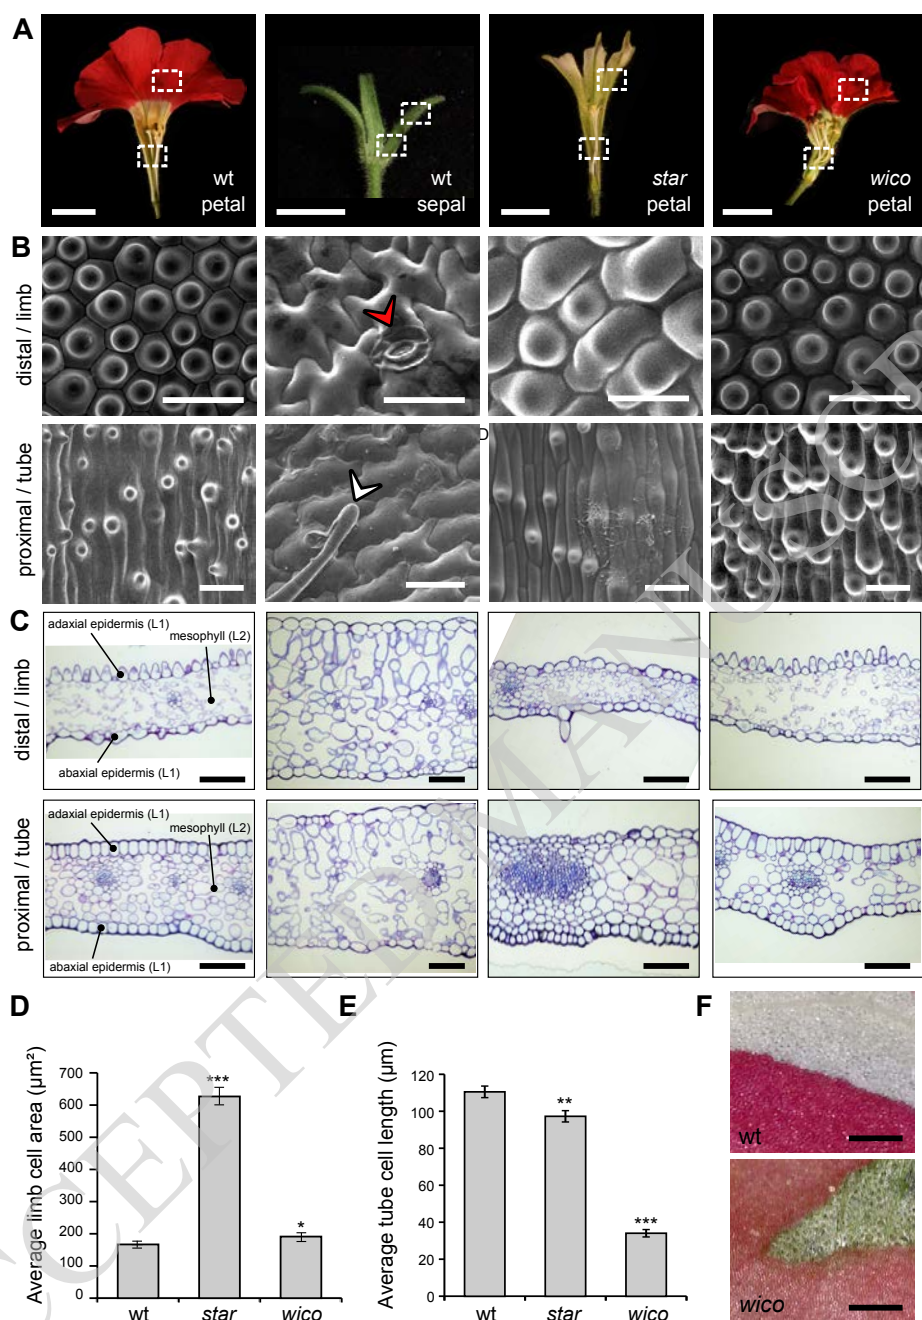 A
wt
petal
wt
sepal
star
petal
wico
petal
B
distal / limb
proximal / tube
D
C
distal / limb
adaxial epidermis (L1)
mesophyll (L2)
abaxial epidermis (L1)
proximal / tube
adaxial epidermis (L1)
mesophyll (L2)
abaxial epidermis (L1)
D
Average limb cell area (µm²)
700
600
500
400
300
200
100
0
***
*
wt
star
wico
E
Average tube cell length (µm)
120
100
80
60
40
20
0
**
***
wt
star
wico
F
wt
wico
CCEPTED MANUSC